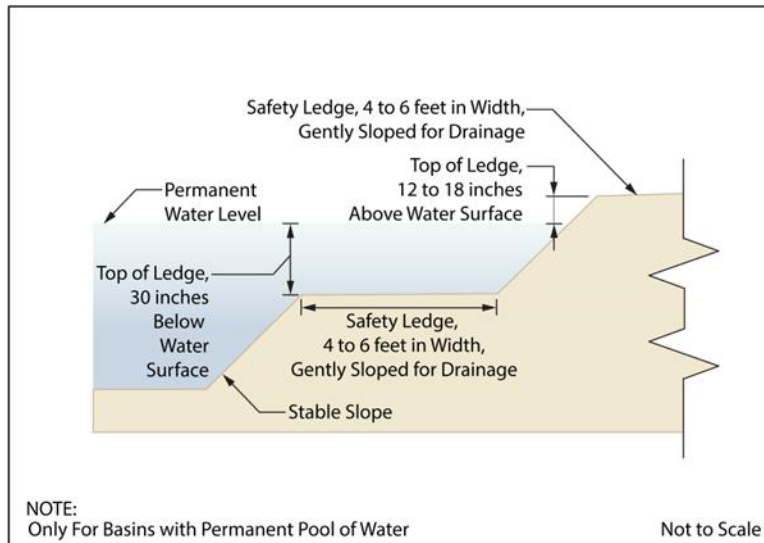 Safety Ledge, 4 to 6 feet in Width,
Gently Sloped for Drainage
Top of Ledge,
12 to 18 inches
Above Water Surface
Permanent
Water Level
Top of Ledge,
30 inches
Below
Water
Surface
Safety Ledge,
4 to 6 feet in Width,
Gently Sloped for Drainage
Stable Slope
NOTE:
Only For Basins with Permanent Pool of Water
Not to Scale